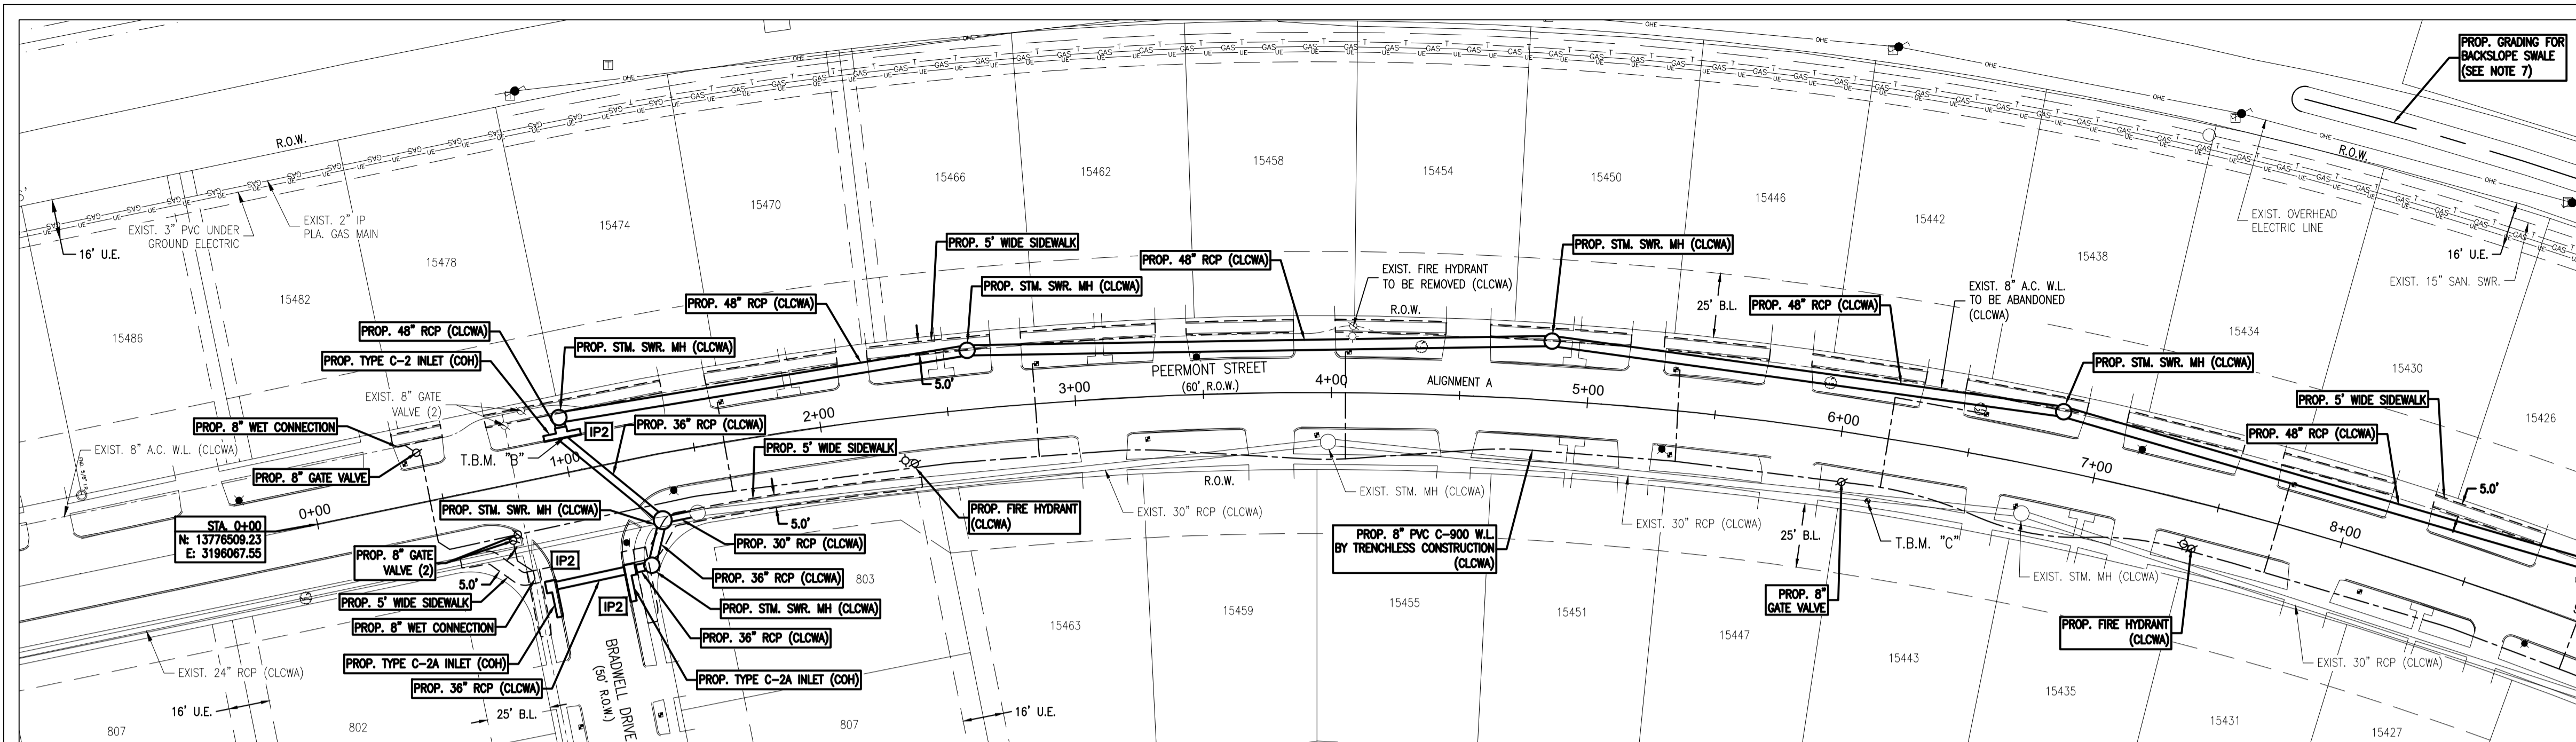 PROP. GRADING FOR
BACKSLOPE SWALE
(SEE NOTE 7)
R.O.W.
R.O.W.
EXIST. 2" IP
PLA. GAS MAIN
EXIST. 3" PVC UNDER
GROUND ELECTRIC
16' U.E.
15486
15482
15478
15474
15470
15466
15462
15458
15454
15450
15446
15442
15438
15434
15430
15426
EXIST. OVERHEAD
ELECTRIC LINE
16' U.E.
EXIST. 15" SAN. SWR.
PROP. 5' WIDE SIDEWALK
PROP. 48" RCP (CLCWA)
PROP. STM. SWR. MH (CLCWA)
PROP. STM. SWR. MH (CLCWA)
EXIST. FIRE HYDRANT
TO BE REMOVED (CLCWA)
R.O.W.
25' B.L.
PROP. 48" RCP (CLCWA)
EXIST. 8" A.C. W.L.
TO BE ABANDONED
(CLCWA)
PROP. 48" RCP (CLCWA)
PROP. 48" RCP (CLCWA)
PROP. TYPE C-2 INLET (COH)
PROP. STM. SWR. MH (CLCWA)
PROP. STM. SWR. MH (CLCWA)
EXIST. 8" GATE
VALVE (2)
PROP. 8" WET CONNECTION
EXIST. 8" A.C. W.L. (CLCWA)
PROP. 8" GATE VALVE
T.B.M. "B"
IP2
PROP. 36" RCP (CLCWA)
PROP. 5' WIDE SIDEWALK
5.0'
PEERMONT STREET
(60' R.O.W.)
ALIGNMENT A
0+00
1+00
2+00
3+00
4+00
5+00
6+00
7+00
8+00
PROP. 5' WIDE SIDEWALK
PROP. 48" RCP (CLCWA)
5.0'
STA. 0+00
N: 13776509.23
E: 3196067.55
PROP. STM. SWR. MH (CLCWA)
5.0'
R.O.W.
PROP. FIRE HYDRANT
(CLCWA)
EXIST. 30" RCP (CLCWA)
EXIST. STM. MH (CLCWA)
PROP. 8" PVC C-900 W.L.
BY TRENCHLESS CONSTRUCTION
(CLCWA)
EXIST. 30" RCP (CLCWA)
25' B.L.
T.B.M. "C"
EXIST. STM. MH (CLCWA)
PROP. 8" GATE
VALVE (2)
5.0'
IP2
IP2
PROP. 30" RCP (CLCWA)
PROP. 36" RCP (CLCWA)
803
PROP. STM. SWR. MH (CLCWA)
PROP. 36" RCP (CLCWA)
PROP. TYPE C-2A INLET (COH)
PROP. 5' WIDE SIDEWALK
PROP. 8" WET CONNECTION
PROP. TYPE C-2A INLET (COH)
PROP. 36" RCP (CLCWA)
EXIST. 24" RCP (CLCWA)
16' U.E.
25' B.L.
BRADWELL DRIVE
(50' R.O.W.)
16' U.E.
807
802
807
15463
15459
15455
15451
15447
15443
15435
15431
15427
PROP. 8"
GATE VALVE
PROP. FIRE HYDRANT
(CLCWA)
EXIST. 30" RCP (CLCWA)